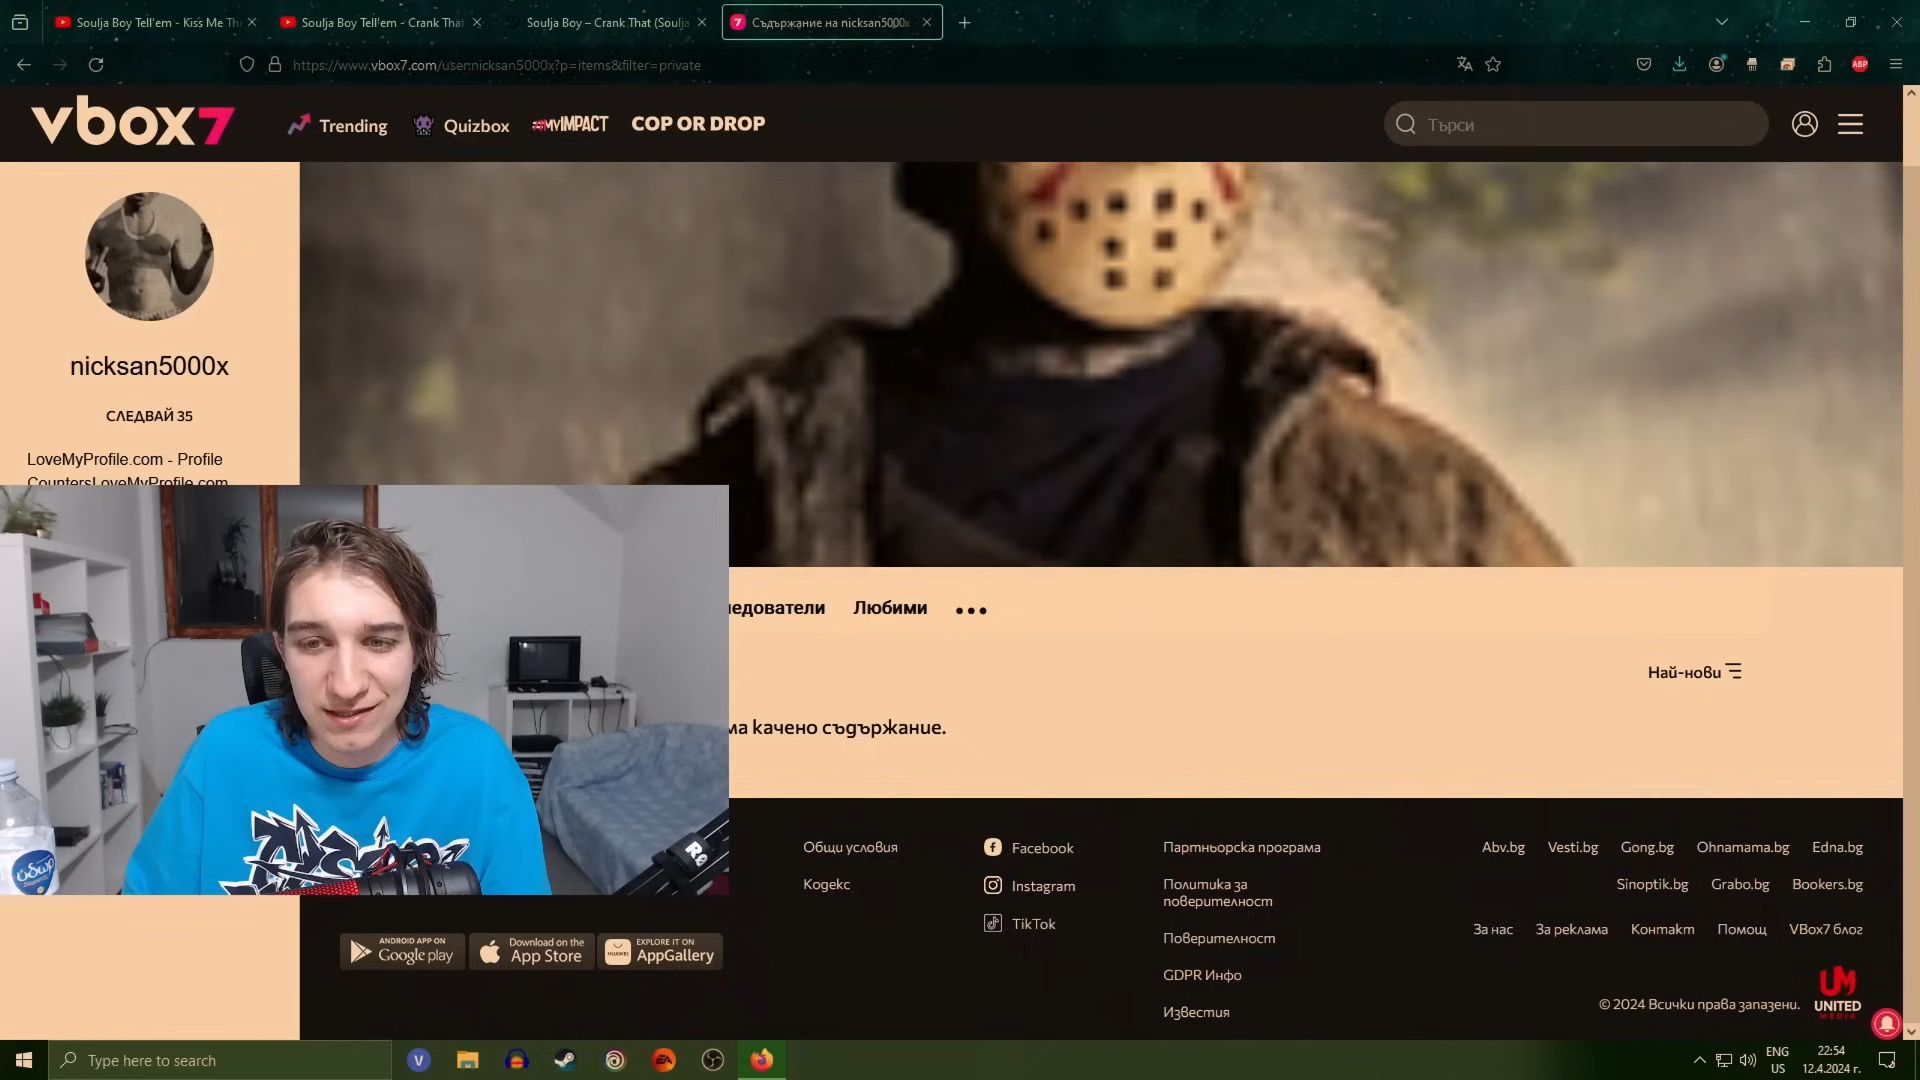 Soulja Boy Tell'em - Kiss Me Th
Soulja Boy Tell'em - Crank That
Soulja Boy – Crank That (Soulja
Съдържание на nicksan5000x
https://www.vbox7.com/user:nicksan5000x?p=items&filter=private
ABP
vbox7
Trending
Quizbox
#MYIMPACT
COP OR DROP
Търси
nicksan5000x
СЛЕДВАЙ 35
LoveMyProfile.com - Profile
CountersLoveMyProfile.com
едователи
Любими
Най-нови
ма качено съдържание.
Общи условия
Кодекс
Facebook
Instagram
TikTok
Партньорска програма
Политика за
поверителност
Поверителност
GDPR Инфо
Известия
Abv.bg Vesti.bg Gong.bg Ohnamama.bg Edna.bg
Sinoptik.bg Grabo.bg Bookers.bg
За нас За реклама Контакт Помощ VBox7 блог
© 2024 Всички права запазени.
UM
UNITED
MEDIA
ANDROID APP ON
Google play
Download on the
App Store
EXPLORE IT ON
AppGallery
Type here to search
V
EA
ENG
US
22:54
12.4.2024 г.